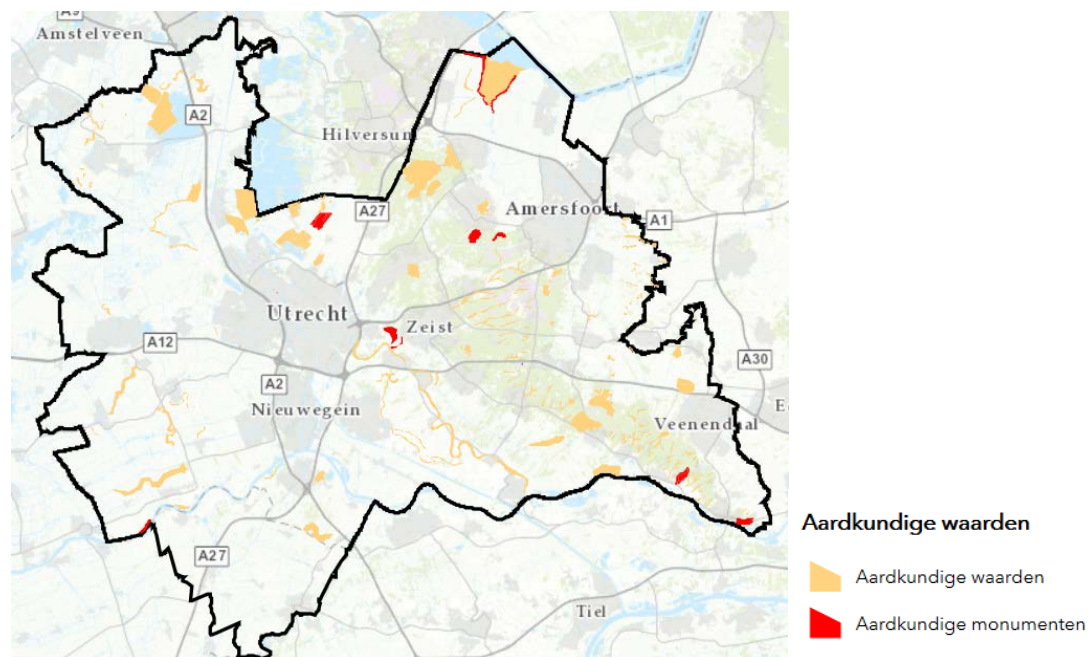 A9
Amstelveen
A2
Hilversum
A27
Amersfoort
A1
Utrecht
Zeist
A12
A30
A2
Nieuwegein
Veenendaal
A27
Tiel
Aardkundige waarden
Aardkundige waarden
Aardkundige monumenten